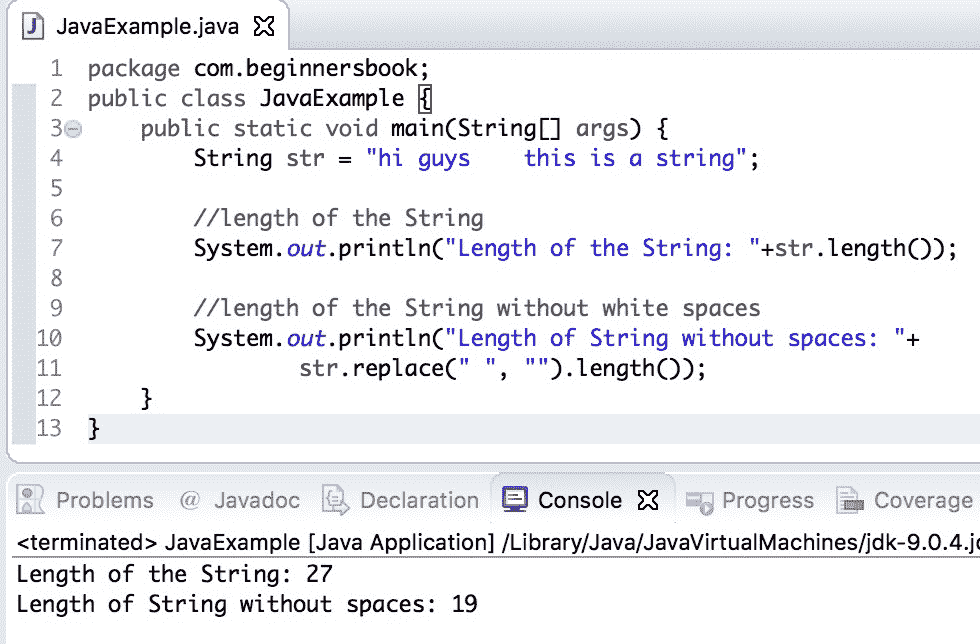 JavaExample.java
1 package com.beginnersbook;
2 public class JavaExample {
3     public static void main(String[] args) {
4         String str = "hi guys    this is a string";
5
6         //length of the String
7         System.out.println("Length of the String: "+str.length());
8
9         //length of the String without white spaces
10         System.out.println("Length of String without spaces: "+
11                 str.replace(" ", "").length());
12     }
13 }
Problems @ Javadoc Declaration Console Progress Coverage
<terminated> JavaExample [Java Application] /Library/Java/JavaVirtualMachines/jdk-9.0.4.jd
Length of the String: 27
Length of String without spaces: 19